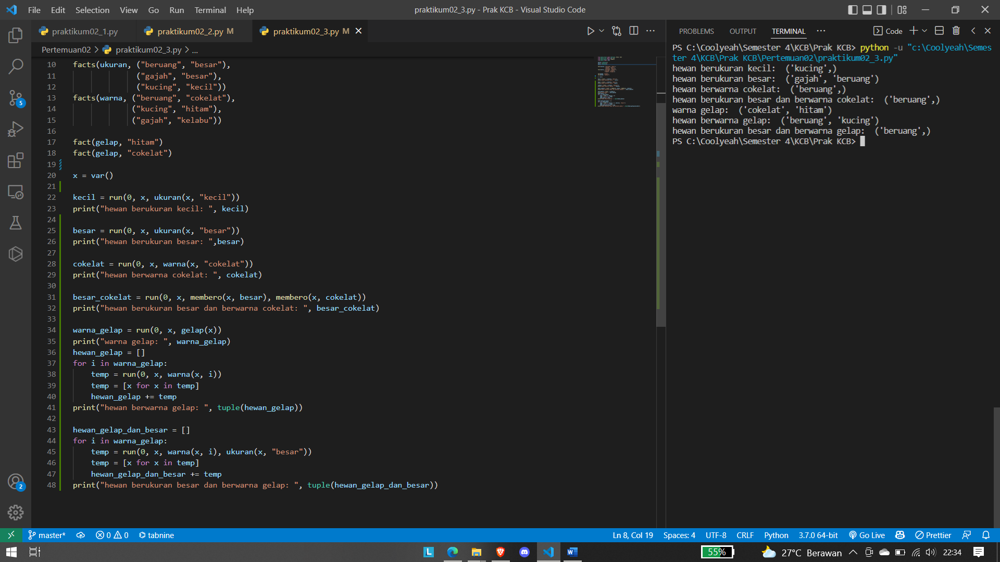 File Edit Selection View Go Run Terminal Help
praktikum02_3.py - Prak KCB - Visual Studio Code
praktikum02_1.py
praktikum02_2.py M
praktikum02_3.py M
Pertemuan02 > praktikum02_3.py > ...
10 facts(ukuran, ("beruang", "besar"),
11 ("gajah", "besar"),
12 ("kucing", "kecil"))
13 facts(warna, ("beruang", "cokelat"),
14 ("kucing", "hitam"),
15 ("gajah", "kelabu"))
16
17 fact(gelap, "hitam")
18 fact(gelap, "cokelat")
19
20 x = var()
21
22 kecil = run(0, x, ukuran(x, "kecil"))
23 print("hewan berukuran kecil: ", kecil)
24
25 besar = run(0, x, ukuran(x, "besar"))
26 print("hewan berukuran besar: ",besar)
27
28 cokelat = run(0, x, warna(x, "cokelat"))
29 print("hewan berwarna cokelat: ", cokelat)
30
31 besar_cokelat = run(0, x, membero(x, besar), membero(x, cokelat))
32 print("hewan berukuran besar dan berwarna cokelat: ", besar_cokelat)
33
34 warna_gelap = run(0, x, gelap(x))
35 print("warna gelap: ", warna_gelap)
36 hewan_gelap = []
37 for i in warna_gelap:
38 temp = run(0, x, warna(x, i))
39 temp = [x for x in temp]
40 hewan_gelap += temp
41 print("hewan berwarna gelap: ", tuple(hewan_gelap))
42
43 hewan_gelap_dan_besar = []
44 for i in warna_gelap:
45 temp = run(0, x, warna(x, i), ukuran(x, "besar"))
46 temp = [x for x in temp]
47 hewan_gelap_dan_besar += temp
48 print("hewan berukuran besar dan berwarna gelap: ", tuple(hewan_gelap_dan_besar))
PROBLEMS OUTPUT TERMINAL ... Code
PS C:\Coolyeah\Semester 4\KCB\Prak KCB> python -u "c:\Coolyeah\Semes
ter 4\KCB\Prak KCB\Pertemuan02\praktikum02_3.py"
hewan berukuran kecil:  ('kucing',)
hewan berukuran besar:  ('gajah', 'beruang')
hewan berwarna cokelat:  ('beruang',)
hewan berukuran besar dan berwarna cokelat:  ('beruang',)
warna gelap:  ('cokelat', 'hitam')
hewan berwarna gelap:  ('beruang', 'kucing')
hewan berukuran besar dan berwarna gelap:  ('beruang',)
PS C:\Coolyeah\Semester 4\KCB\Prak KCB>
5
2
master* 0 0 tabnine
Ln 8, Col 19 Spaces: 4 UTF-8 CRLF Python 3.7.0 64-bit Go Live Prettier
L W 55% 27°C Berawan 22:34